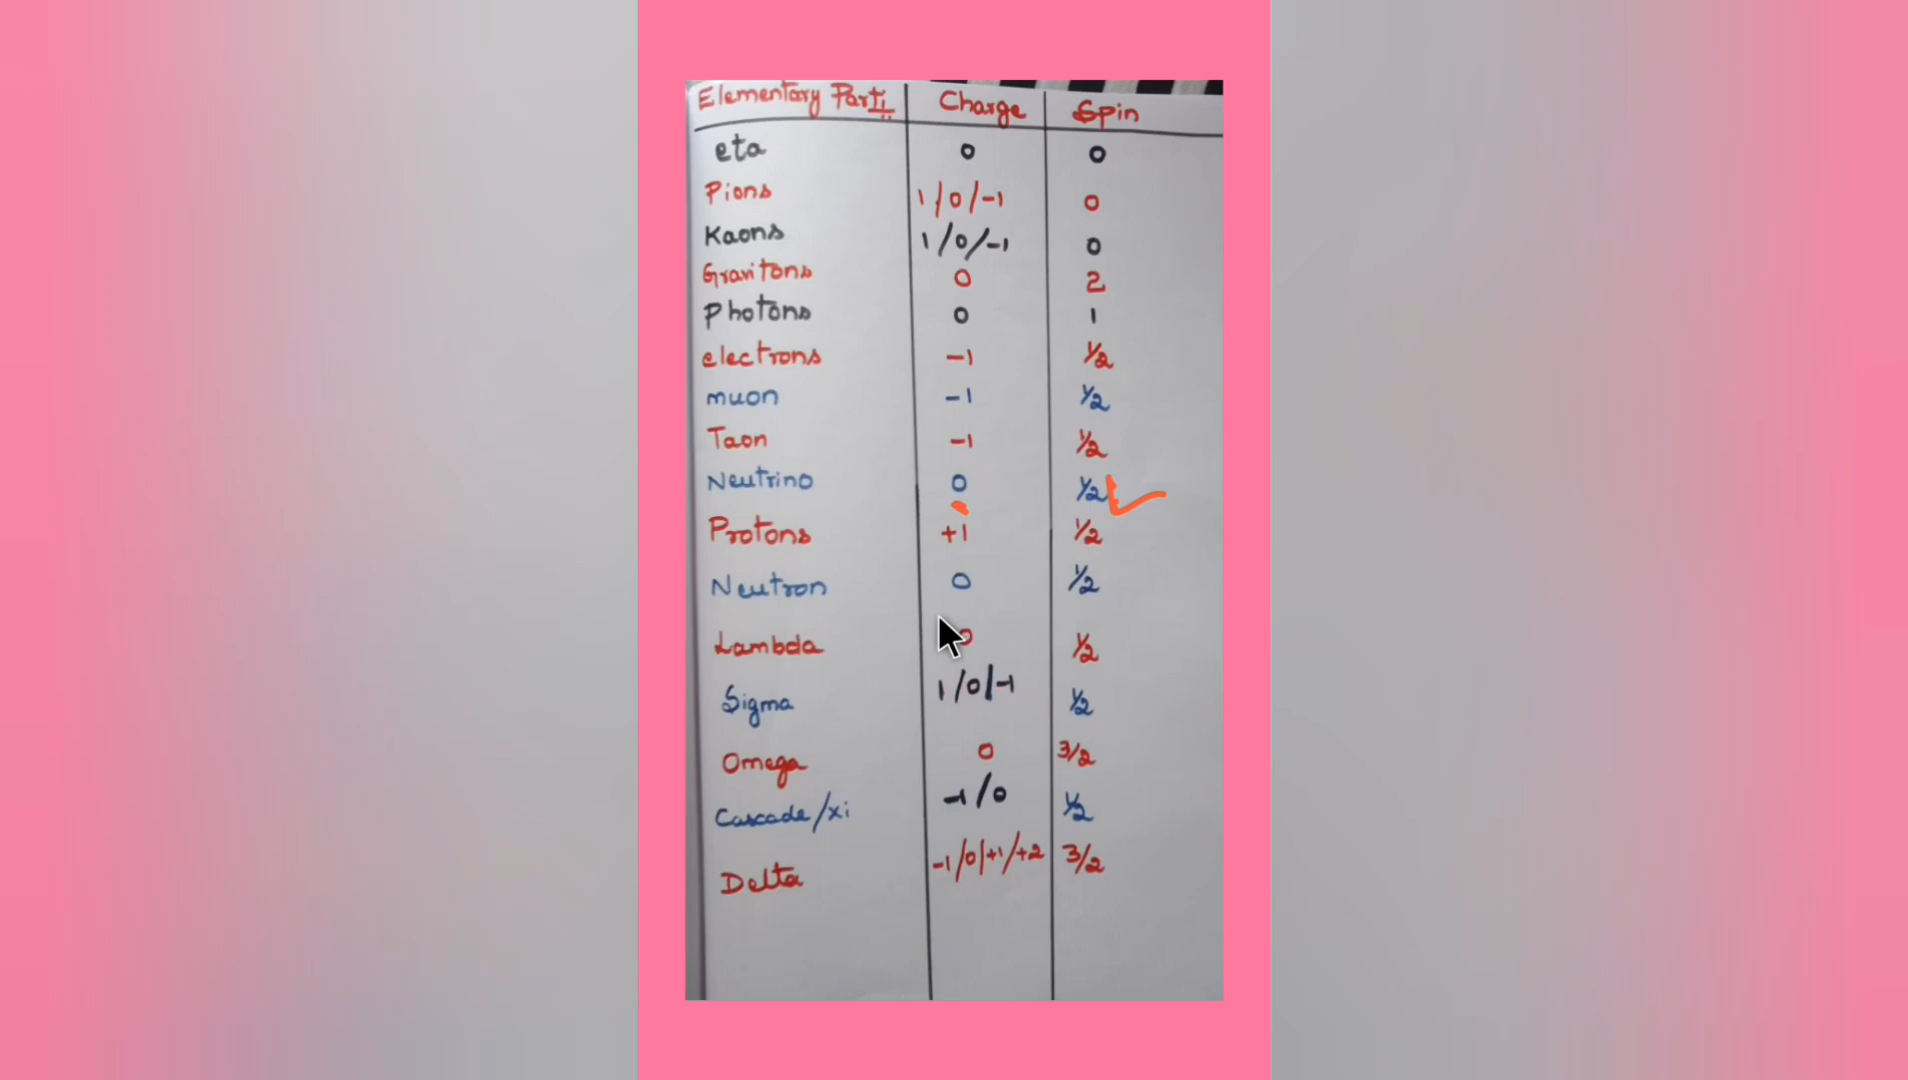 Elementary Parti Charge Spin
eta 0 0
Pions 1/0/-1 0
Kaons 1/0/-1 0
Gravitons 0 2
Photons 0 1
electrons -1 1/2
muon -1 1/2
Taon -1 1/2
Neutrino 0 1/2
Protons +1 1/2
Neutron 0 1/2
Lambda 0 1/2
Sigma 1/0/-1 1/2
Omega 0 3/2
Cascade/xi -1/0 1/2
Delta -1/0/+1/+2 3/2